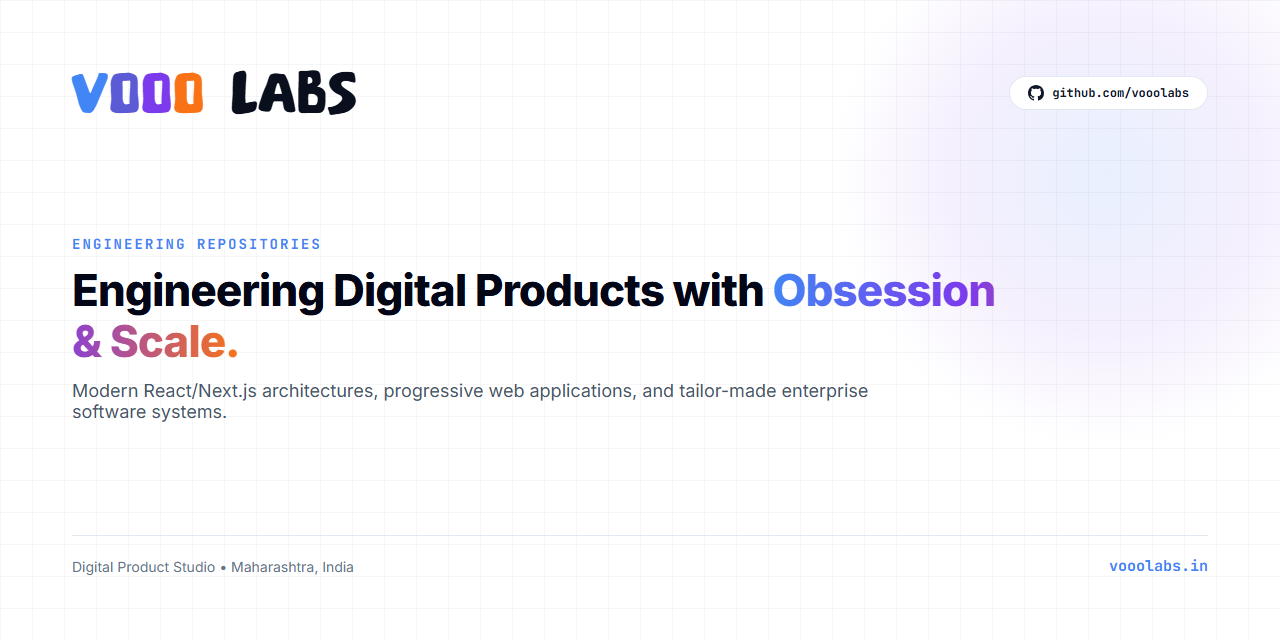 VOOO LABS
github.com/vooolabs
ENGINEERING REPOSITORIES
Engineering Digital Products with Obsession
& Scale.
Modern React/Next.js architectures, progressive web applications, and tailor-made enterprise
software systems.
Digital Product Studio • Maharashtra, India
vooolabs.in